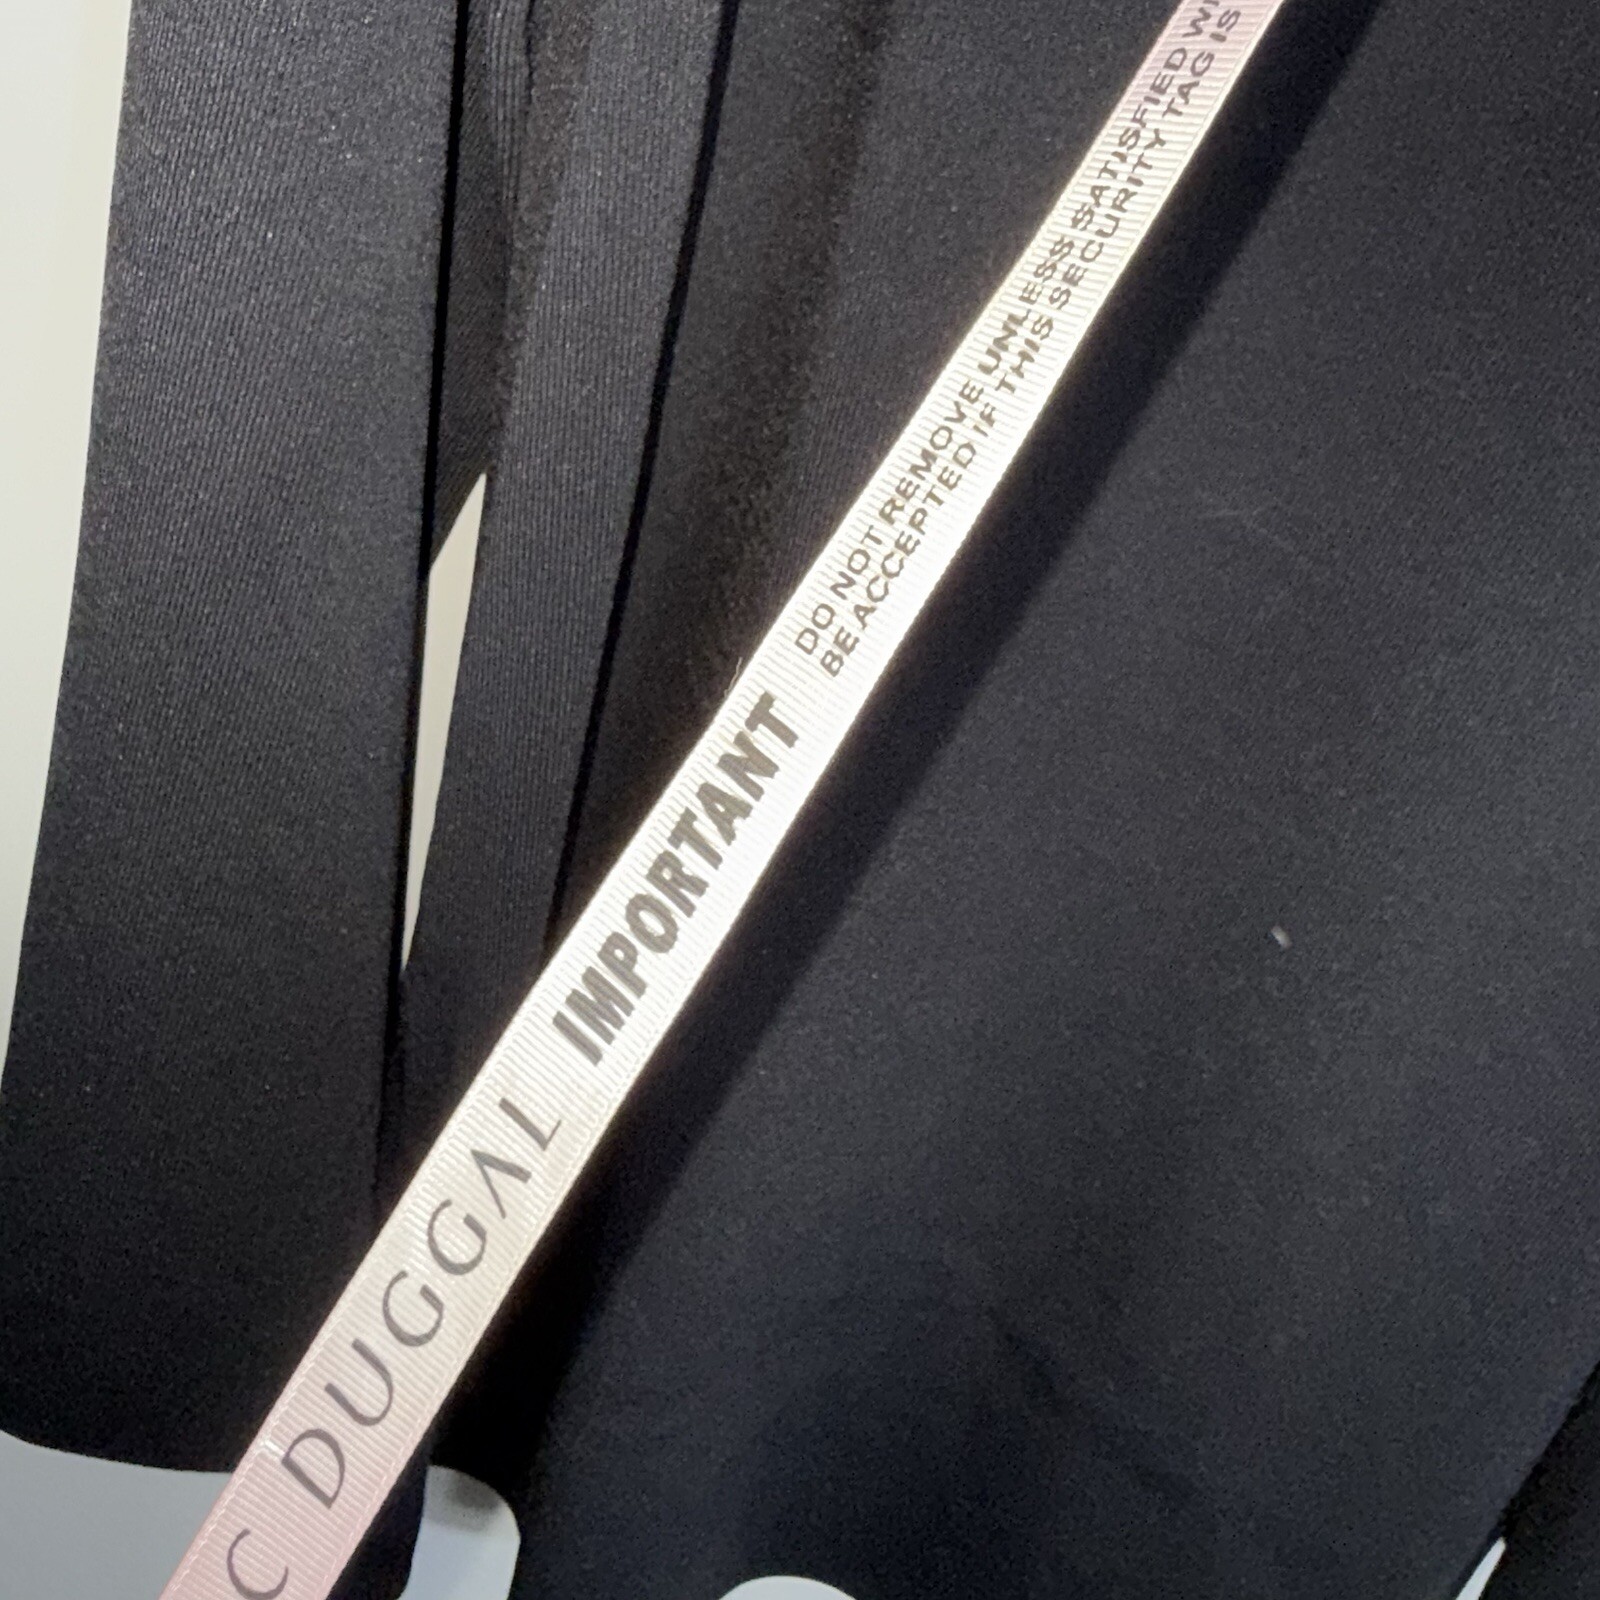 C DUGGAL
IMPORTANT
DO NOT REMOVE UNLESS SATISFIED
BE ACCEPTED IF THIS SECURITY TAG IS